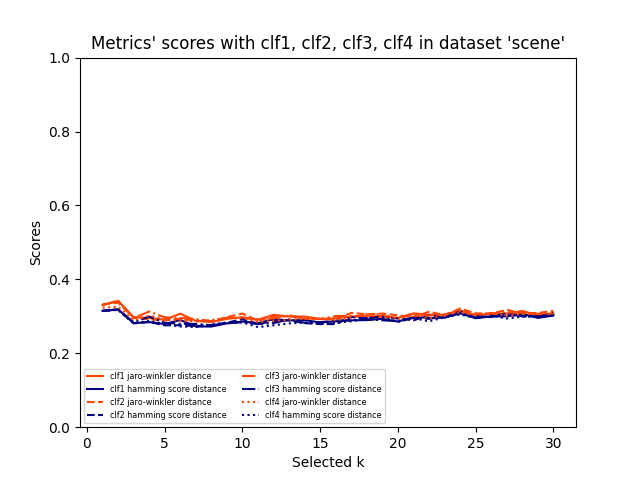 Metrics' scores with clf1, clf2, clf3, clf4 in dataset 'scene'
1.0
0.8
0.6
0.4
0.2
0.0
Scores
clf1 jaro-winkler distance
clf1 hamming score distance
clf2 jaro-winkler distance
clf2 hamming score distance
clf3 jaro-winkler distance
clf3 hamming score distance
clf4 jaro-winkler distance
clf4 hamming score distance
0 5 10 15 20 25 30
Selected k